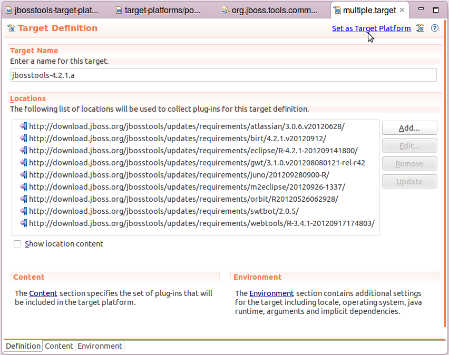 jbosstools-target-plat...
target-platforms/po...
org.jboss.tools.comm...
multiple.target
Target Definition
Set as Target Platform
Target Name
Enter a name for this target.
jbosstools-4.2.1.a
Locations
The following list of locations will be used to collect plug-ins for this target definition.
http://download.jboss.org/jbosstools/updates/requirements/atlassian/3.0.6.v20120628/
http://download.jboss.org/jbosstools/updates/requirements/birt/4.2.1.v20120912/
http://download.jboss.org/jbosstools/updates/requirements/eclipse/R-4.2.1-201209141800/
http://download.jboss.org/jbosstools/updates/requirements/gwt/3.1.0.v201208080121-rel-r42
http://download.jboss.org/jbosstools/updates/requirements/juno/201209280900-R/
http://download.jboss.org/jbosstools/updates/requirements/m2eclipse/20120926-1337/
http://download.jboss.org/jbosstools/updates/requirements/orbit/R20120526062928/
http://download.jboss.org/jbosstools/updates/requirements/swtbot/2.0.5/
http://download.jboss.org/jbosstools/updates/requirements/webtools/R-3.4.1-20120917174803/
Add...
Edit...
Remove
Update
Show location content
Content
The Content section specifies the set of plug-ins that will
be included in the target platform.
Environment
The Environment section contains additional settings
for the target including locale, operating system, java
runtime, arguments and implicit dependencies.
Definition Content Environment